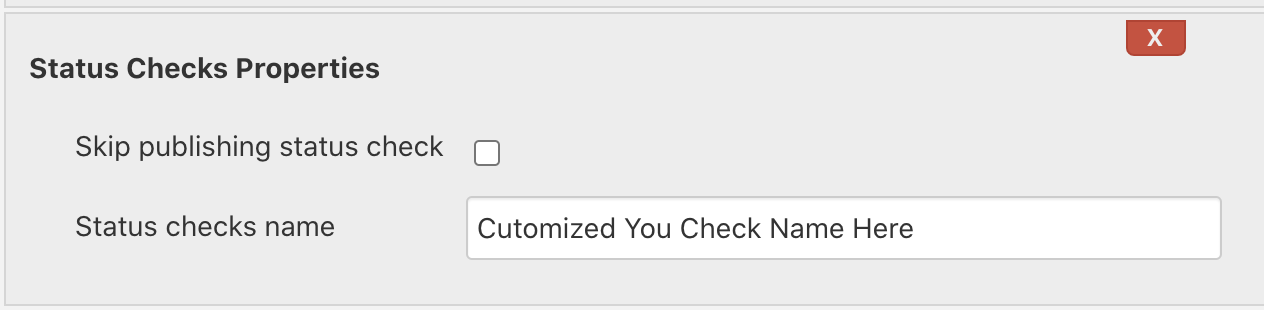 X
Status Checks Properties
Skip publishing status check
Status checks name
Cutomized You Check Name Here